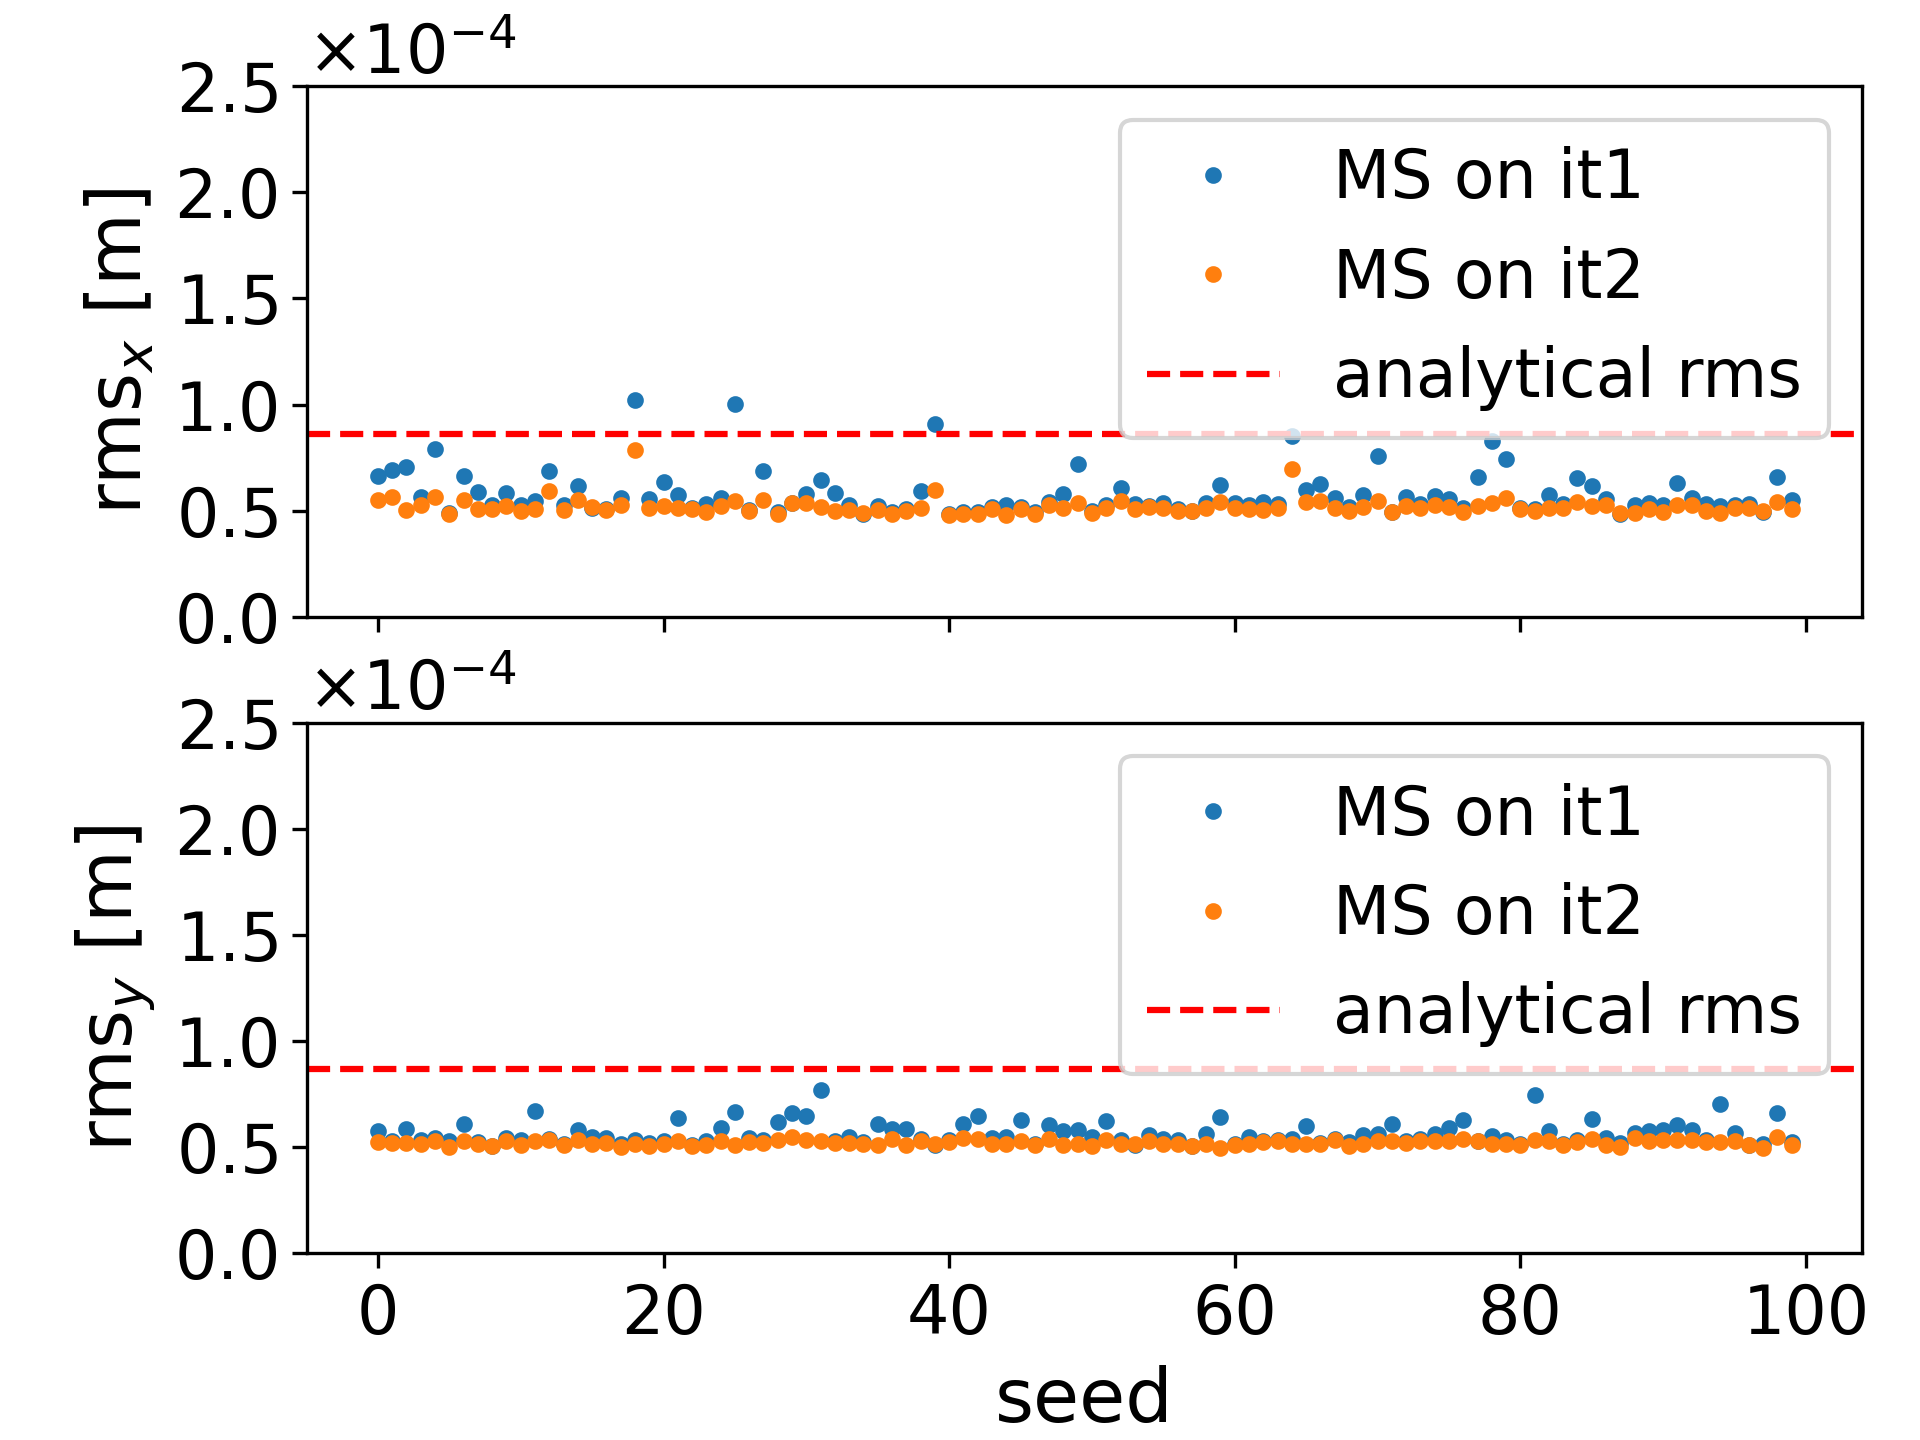 ×10⁻⁴
2.5
2.0
1.5
1.0
0.5
0.0
rmsₓ [m]
MS on it1
MS on it2
analytical rms
×10⁻⁴
2.5
2.0
1.5
1.0
0.5
0.0
rms_y [m]
MS on it1
MS on it2
analytical rms
0 20 40 60 80 100
seed